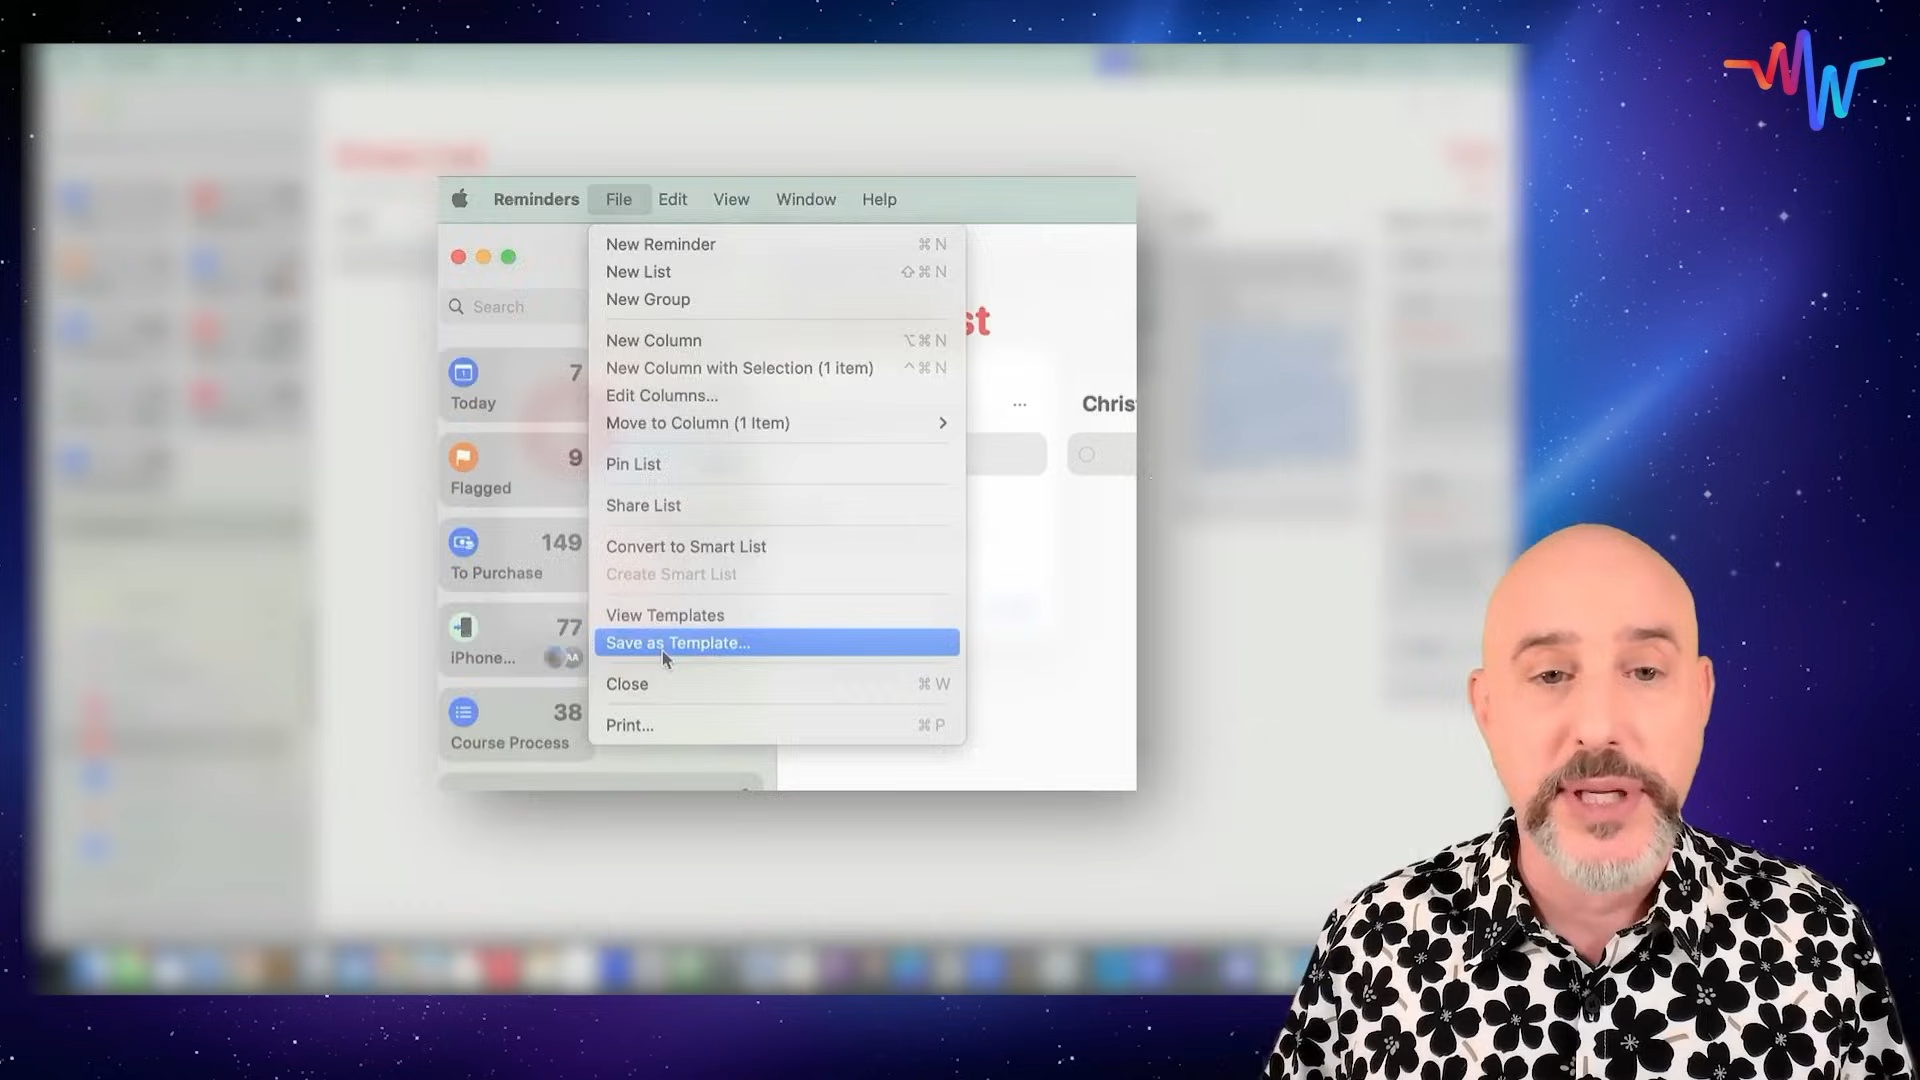 MW
Reminders File Edit View Window Help
New Reminder ⌘ N
New List ⇧ ⌘ N
Search
New Group
st
New Column ⌥ ⌘ N
7
New Column with Selection (1 item) ^ ⌘ N
Today
Edit Columns...
... Chris
Move to Column (1 Item) >
9
Pin List
Flagged
Share List
149
Convert to Smart List
To Purchase
Create Smart List
77
View Templates
Save as Template...
iPhone... AA
Close ⌘ W
38
Print... ⌘ P
Course Process